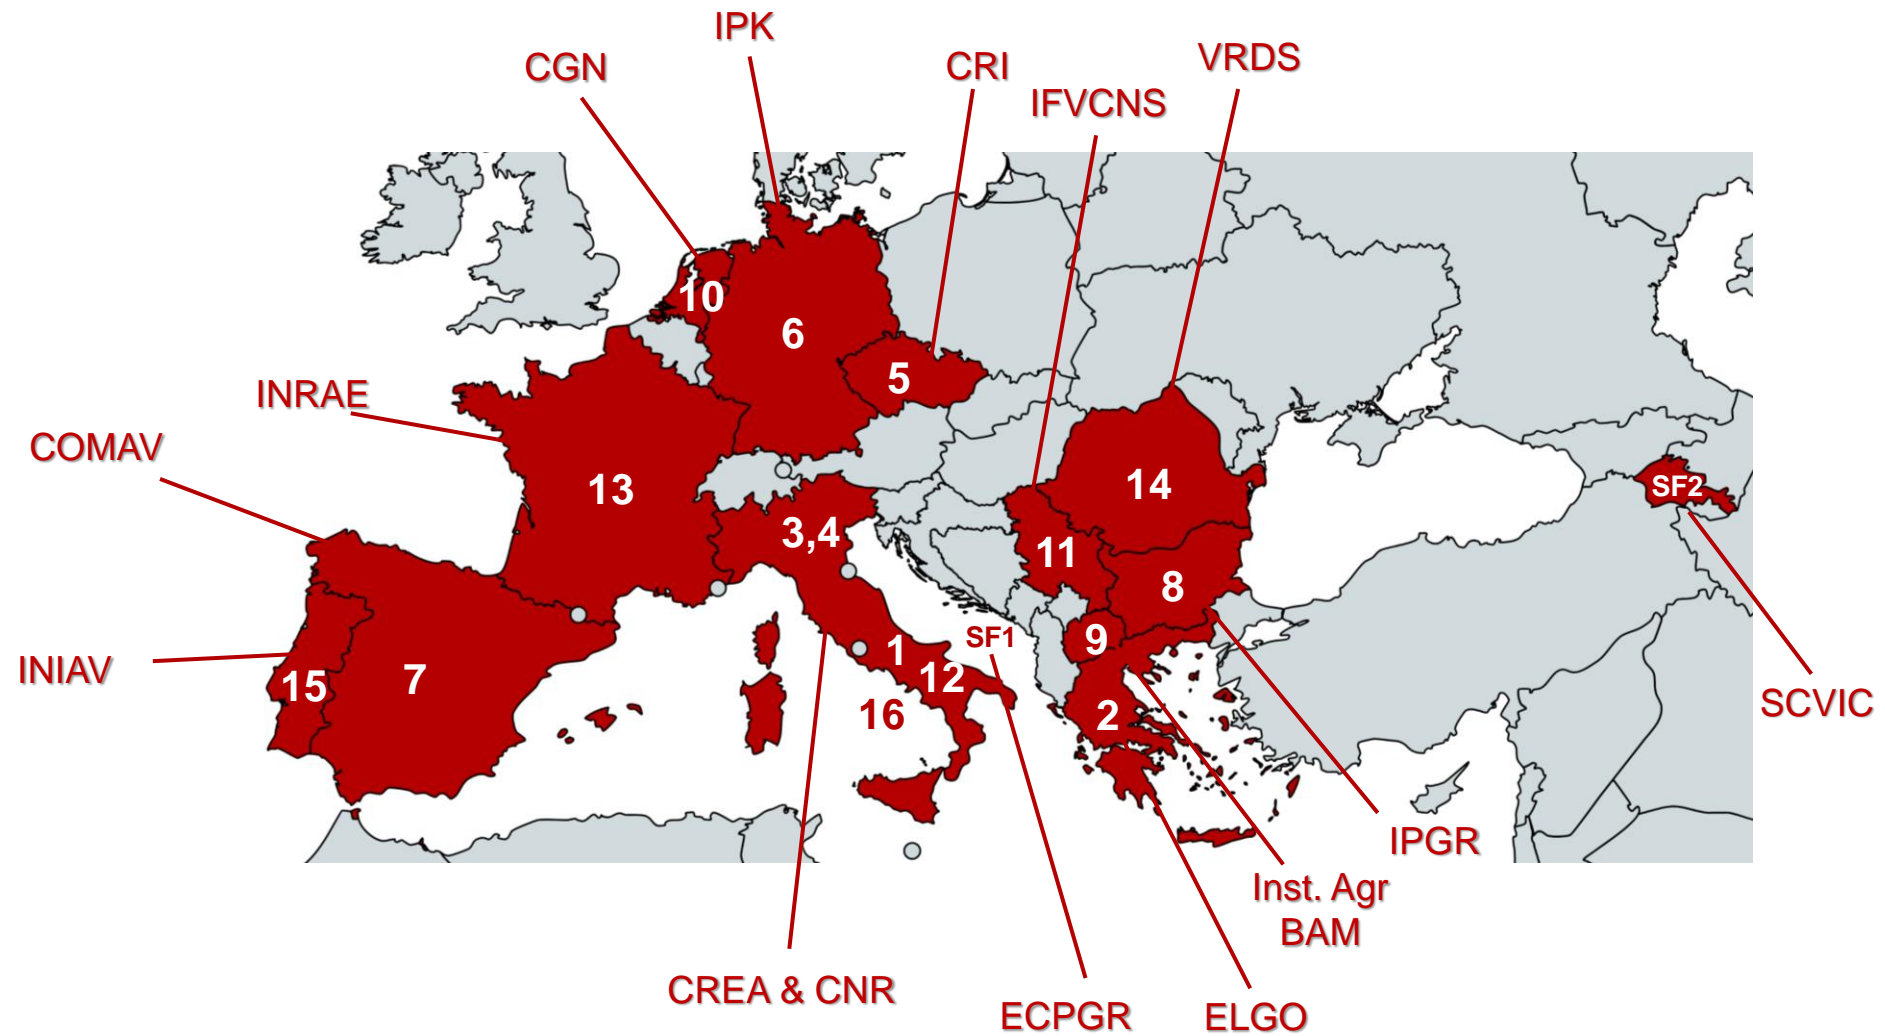 IPK
CGN
CRI
VRDS
IFVCNS
10
6
5
INRAE
COMAV
13
14
SF2
3,4
11
8
INIAV
15
7
1
SF1
9
12
16
2
SCVIC
IPGR
Inst. Agr
BAM
CREA & CNR
ECPGR
ELGO